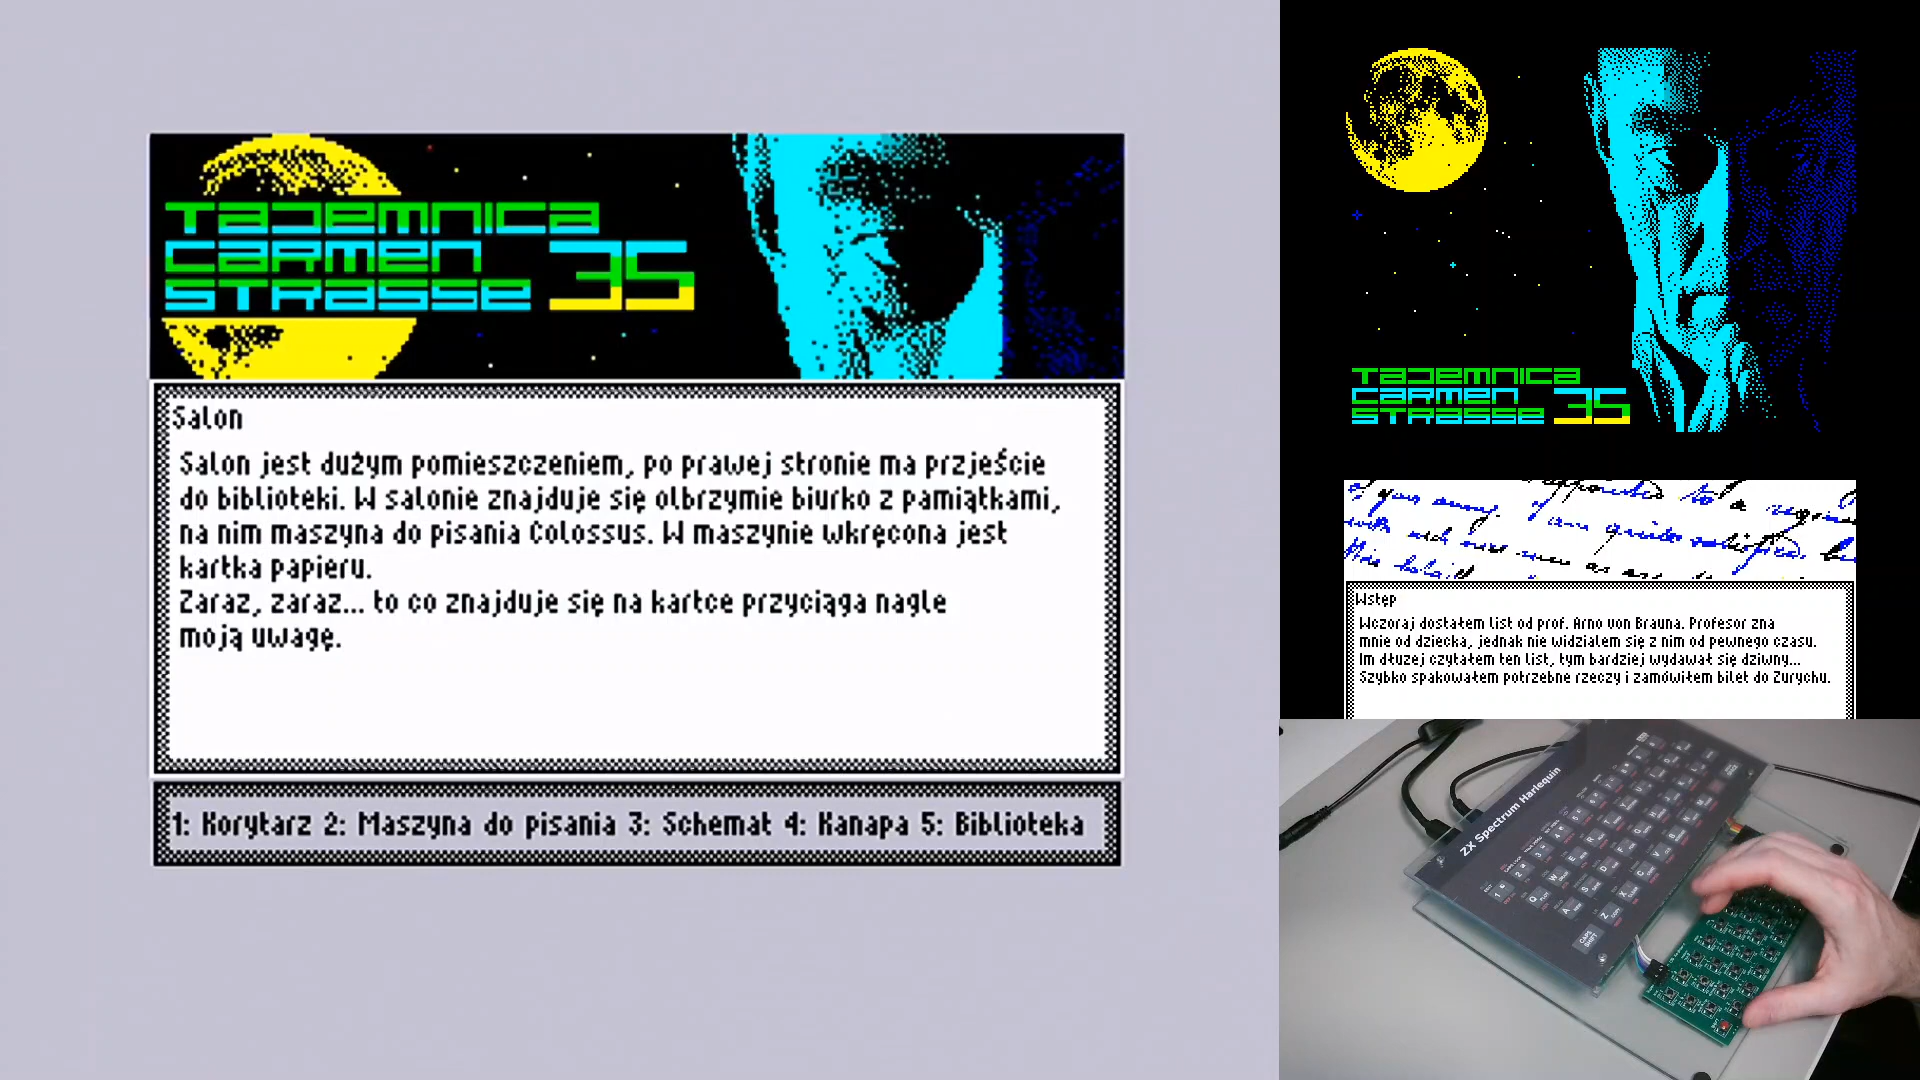 TAJEMNICA
CARMEN
STRASSE 35
Salon
Salon jest dużym pomieszczeniem, po prawej stronie ma przjeście
do biblioteki. W salonie znajduje się olbrzymie biurko z pamiątkami,
na nim maszyna do pisania Colossus. W maszynie wkręcona jest
kartka papieru.
Zaraz, zaraz... to co znajduje się na kartce przyciąga nagle
moją uwagę.
1: Korytarz 2: Maszyna do pisania 3: Schemat 4: Kanapa 5: Biblioteka
TAJEMNICA
CARMEN
STRASSE 35
Wstęp
Wczoraj dostałem list od prof. Arno von Brauna. Profesor zna
mnie od dziecka, jednak nie widzialem się z nim od pewnego czasu.
Im dłużej czytałem ten list, tym bardziej wydawał się dziwny...
Szybko spakowałem potrzebne rzeczy i zamówiłem bilet do Zurychu.
ZX Spectrum Harlequin
CAPS
SHIFT